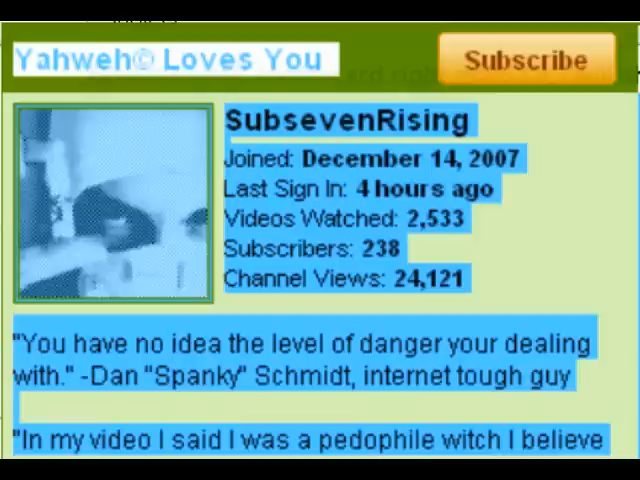 Yahweh© Loves You
Subscribe
SubsevenRising
Joined: December 14, 2007
Last Sign In: 4 hours ago
Videos Watched: 2,533
Subscribers: 238
Channel Views: 24,121
"You have no idea the level of danger your dealing
with." -Dan "Spanky" Schmidt, internet tough guy
"In my video I said I was a pedophile witch I believe